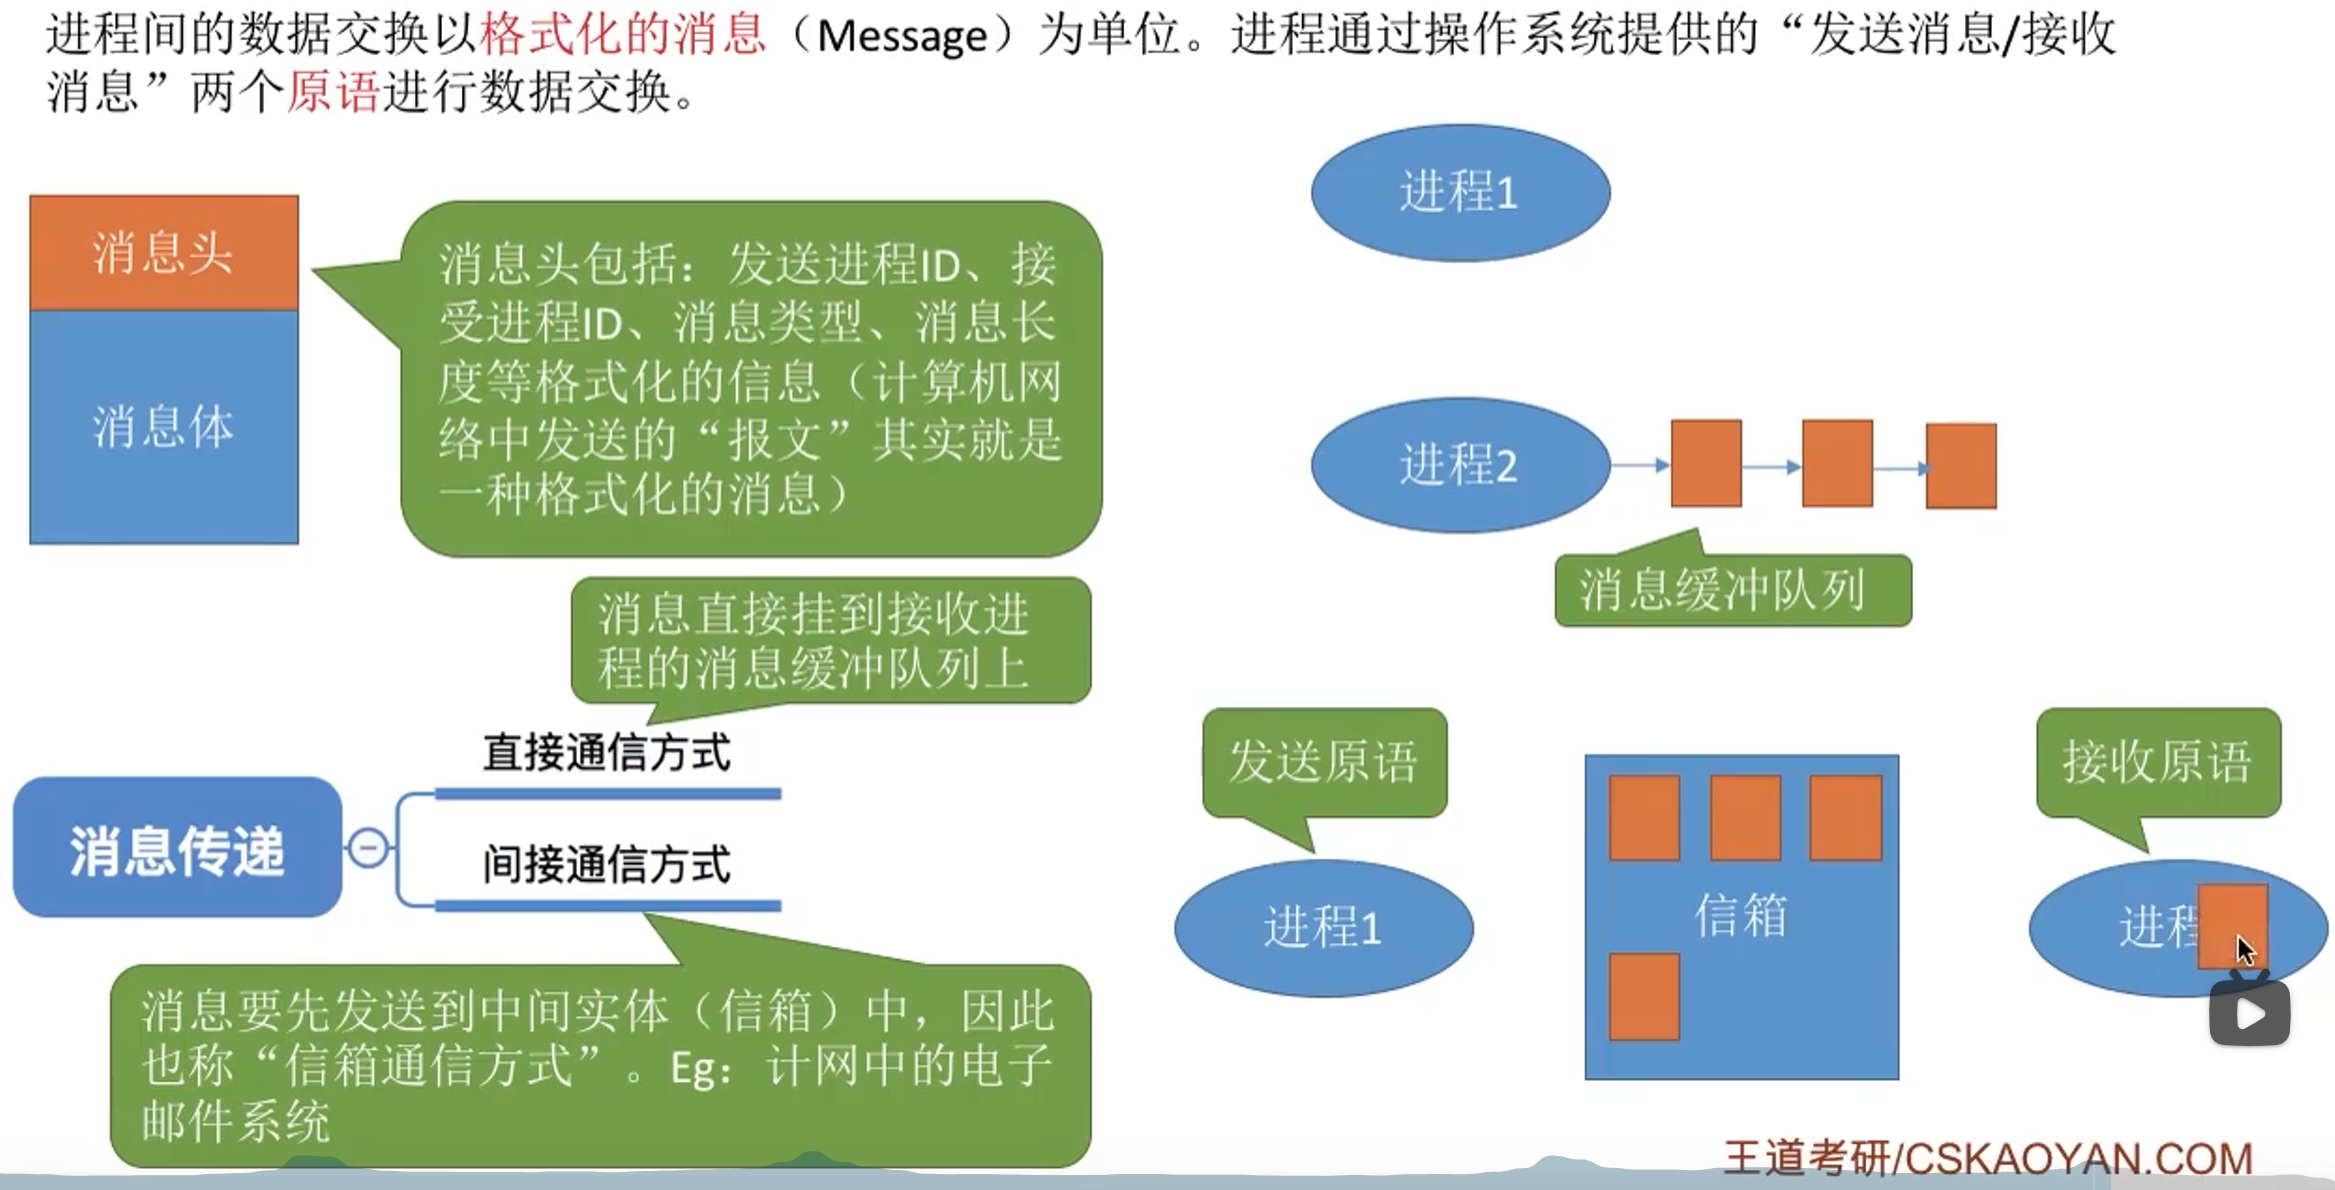 进程间的数据交换以格式化的消息（Message）为单位。进程通过操作系统提供的“发送消息/接收
消息”两个原语进行数据交换。
消息头
消息体
消息头包括：发送进程ID、接
受进程ID、消息类型、消息长
度等格式化的信息（计算机网
络中发送的“报文”其实就是
一种格式化的消息）
进程1
进程2
消息缓冲队列
消息直接挂到接收进
程的消息缓冲队列上
直接通信方式
消息传递
间接通信方式
消息要先发送到中间实体（信箱）中，因此
也称“信箱通信方式”。Eg：计网中的电子
邮件系统
发送原语
进程1
信箱
接收原语
进程
王道考研/CSKAOYAN.COM